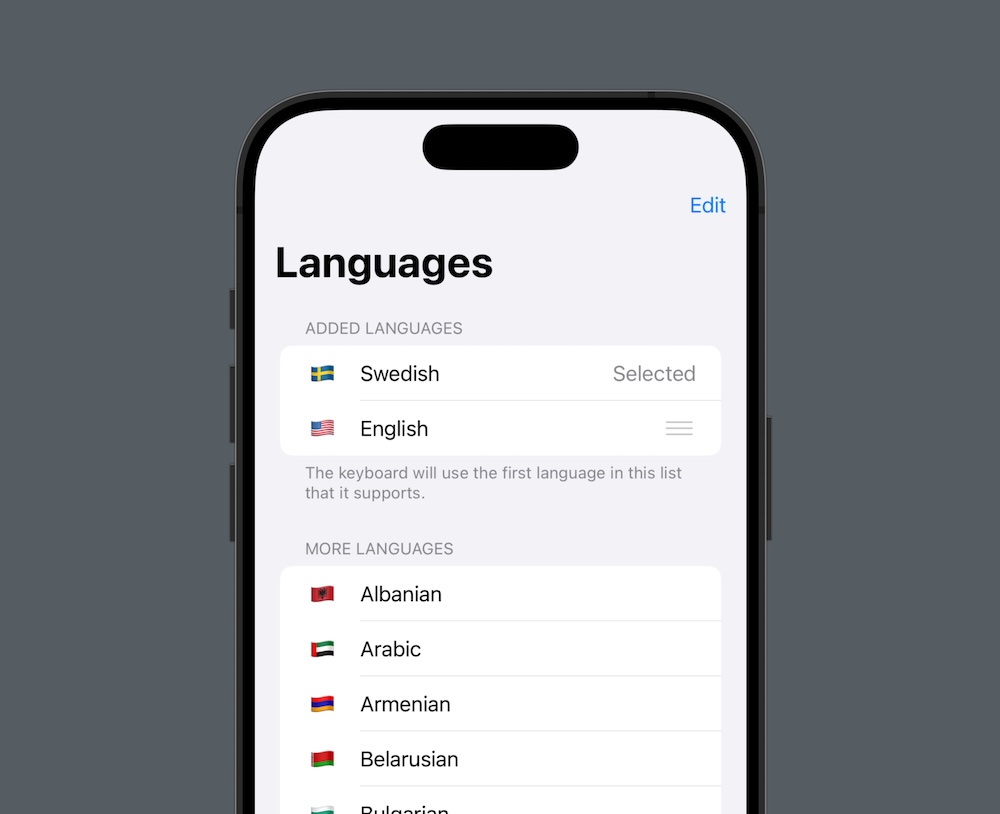 Edit
Languages
ADDED LANGUAGES
Swedish Selected
English
The keyboard will use the first language in this list
that it supports.
MORE LANGUAGES
Albanian
Arabic
Armenian
Belarusian
Bulgarian